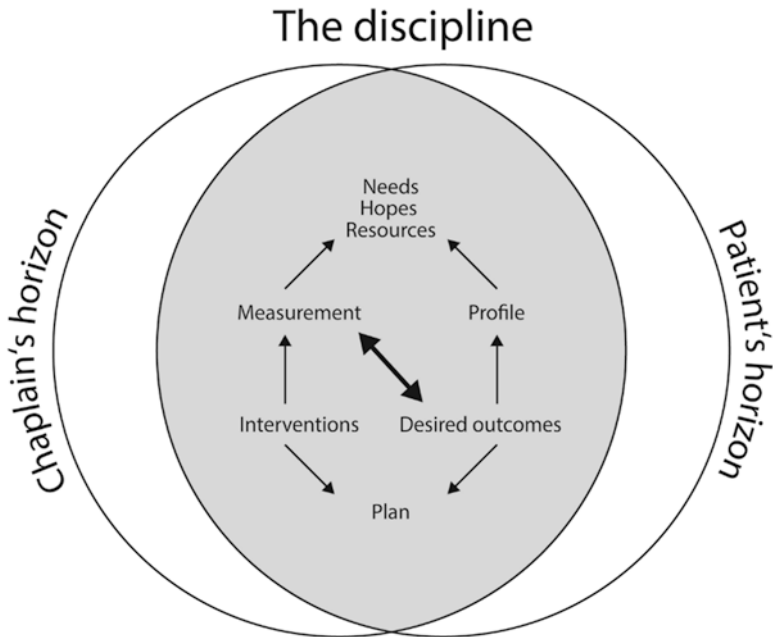 The discipline
Chaplain‘s horizon
Patient‘s horizon
Needs
Hopes
Resources
Measurement
Profile
Interventions
Desired outcomes
Plan